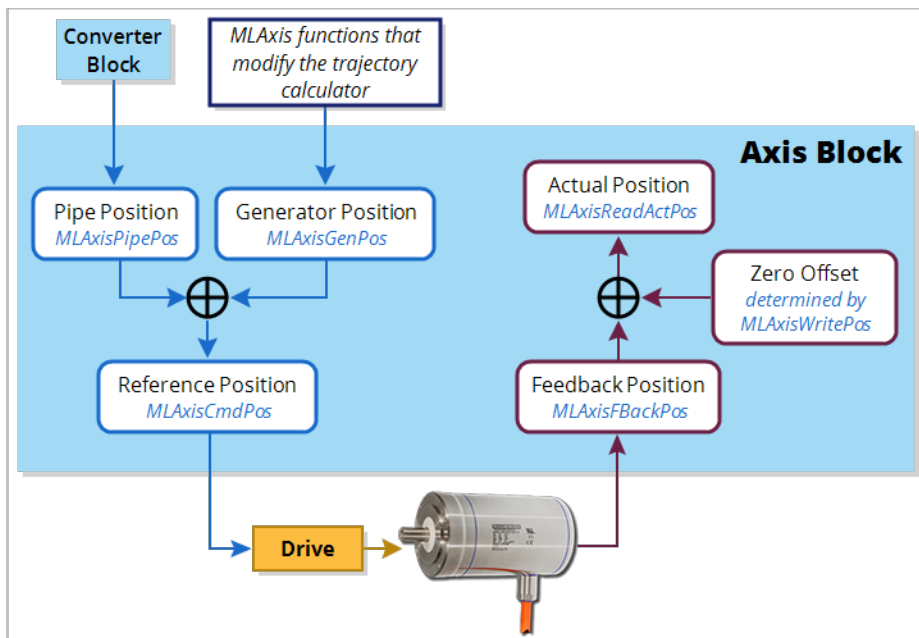 Converter
Block
MLAxis functions that
modify the trajectory
calculator
Axis Block
Pipe Position
MLAxisPipePos
Generator Position
MLAxisGenPos
Actual Position
MLAxisReadActPos
Zero Offset
determined by
MLAxisWritePos
Reference Position
MLAxisCmdPos
Feedback Position
MLAxisFBackPos
Drive